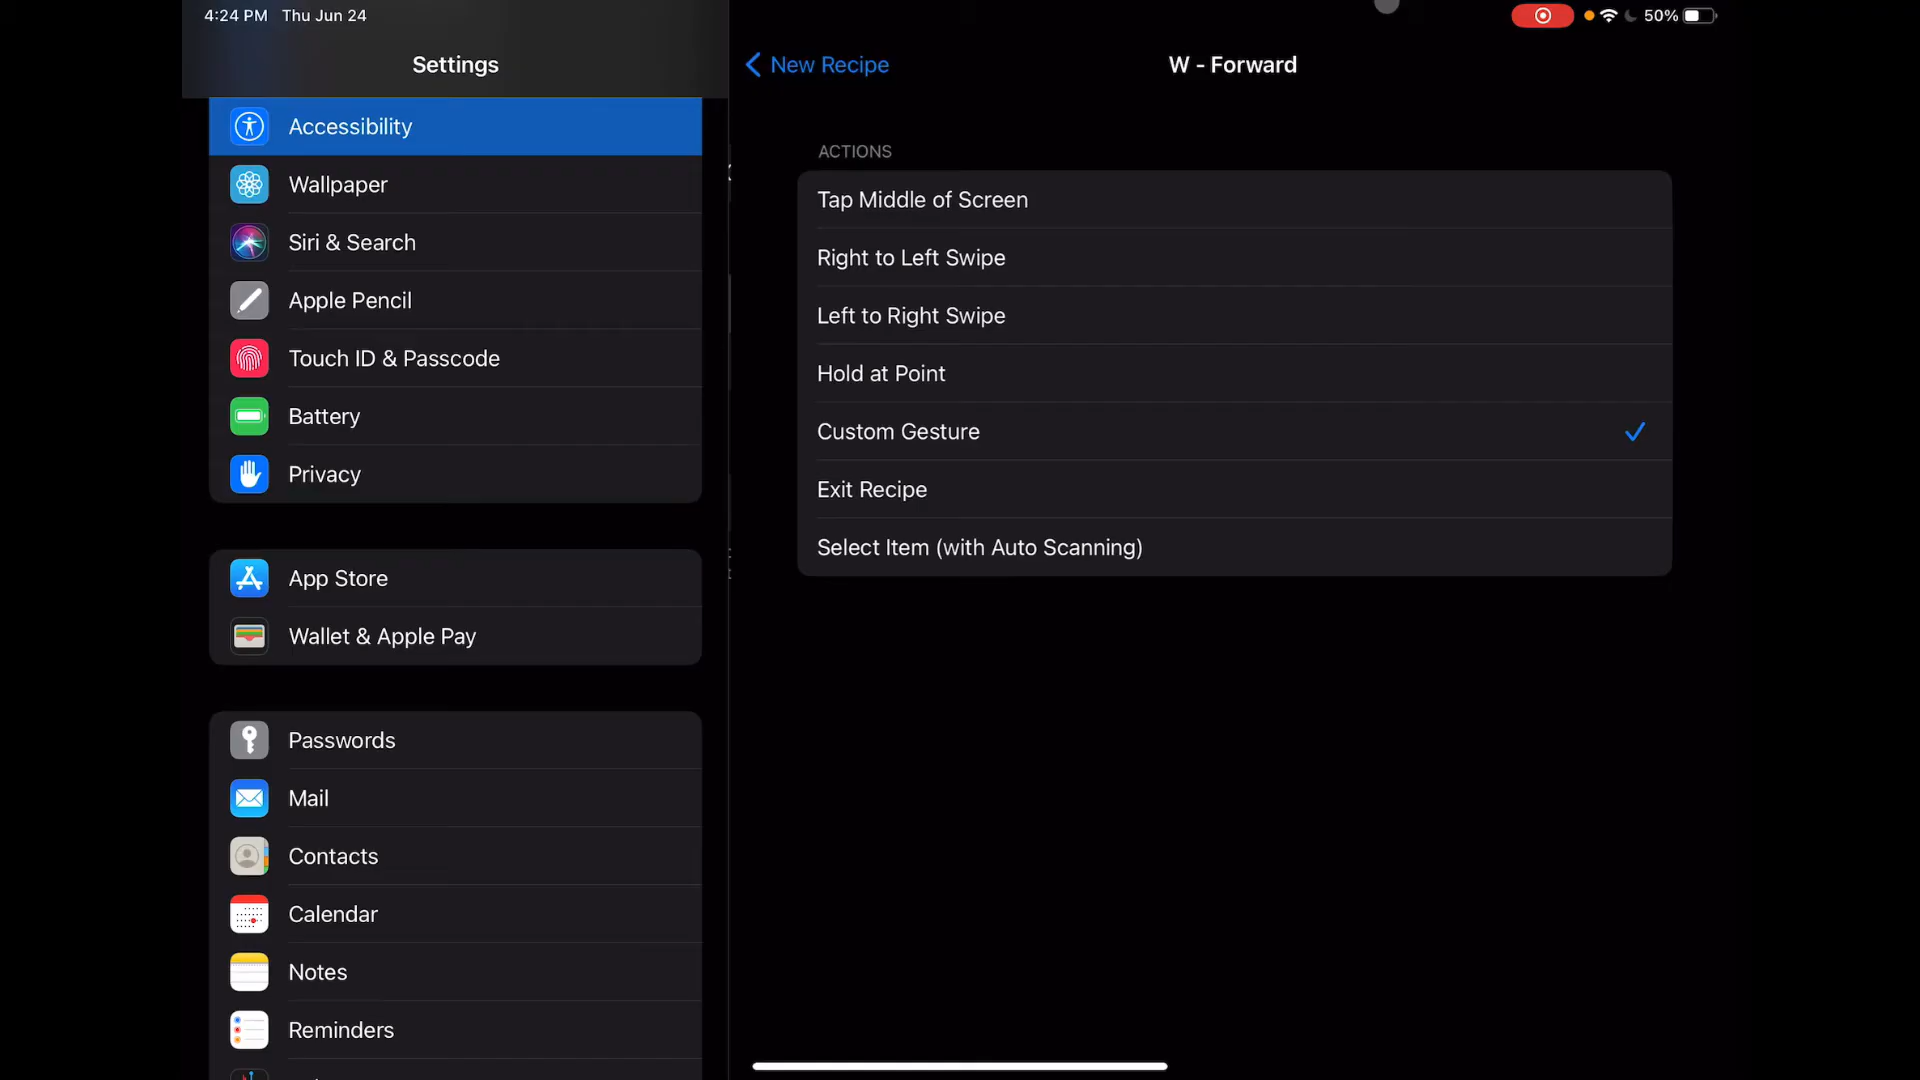 4:24 PM Thu Jun 24
50%
Settings
Accessibility
Wallpaper
Siri & Search
Apple Pencil
Touch ID & Passcode
Battery
Privacy
App Store
Wallet & Apple Pay
Passwords
Mail
Contacts
Calendar
Notes
Reminders
New Recipe
W - Forward
ACTIONS
Tap Middle of Screen
Right to Left Swipe
Left to Right Swipe
Hold at Point
Custom Gesture
Exit Recipe
Select Item (with Auto Scanning)